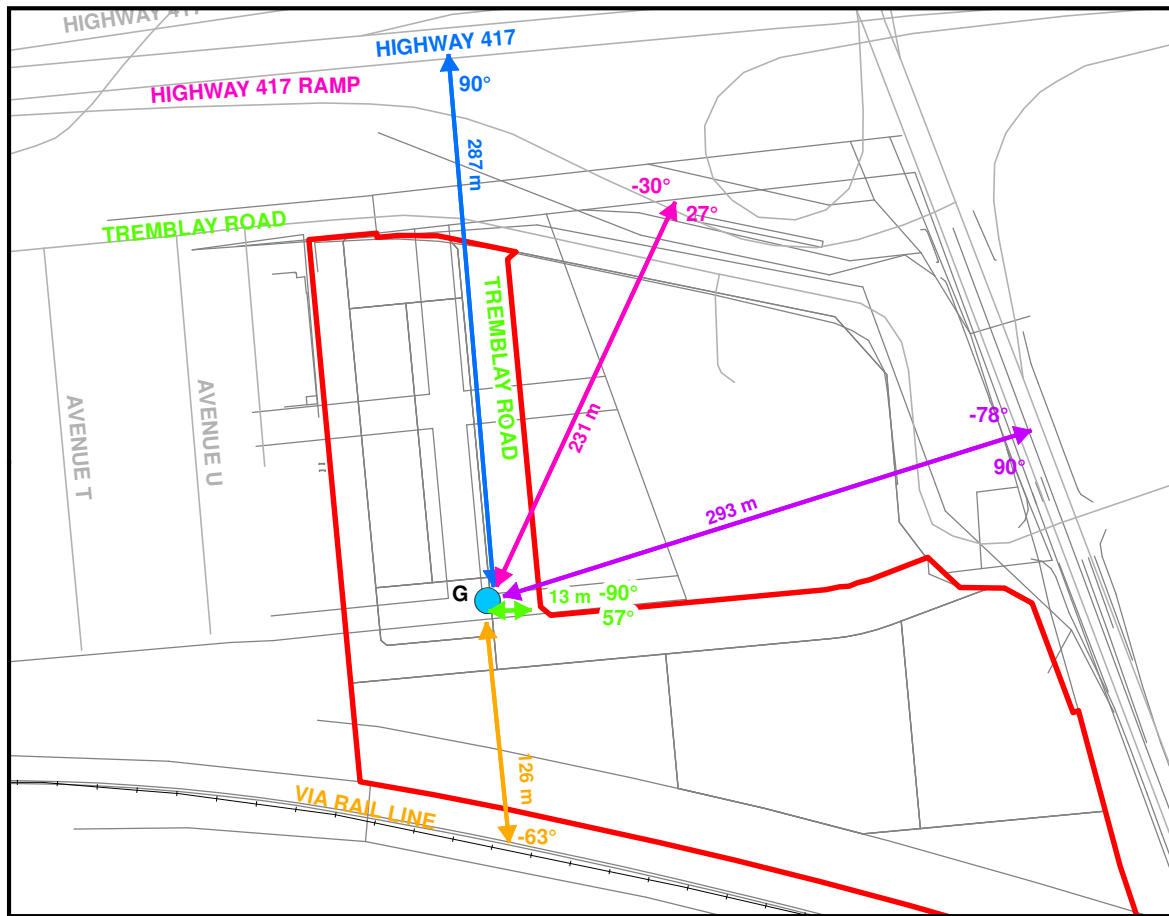 HIGHWAY 417
HIGHWAY 417
90°
HIGHWAY 417 RAMP
287 m
-30°
27°
TREMBLAY ROAD
TREMBLAY ROAD
AVENUE T
AVENUE U
231 m
-78°
90°
293 m
G
13 m
-90°
57°
126 m
VIA RAIL LINE
-63°